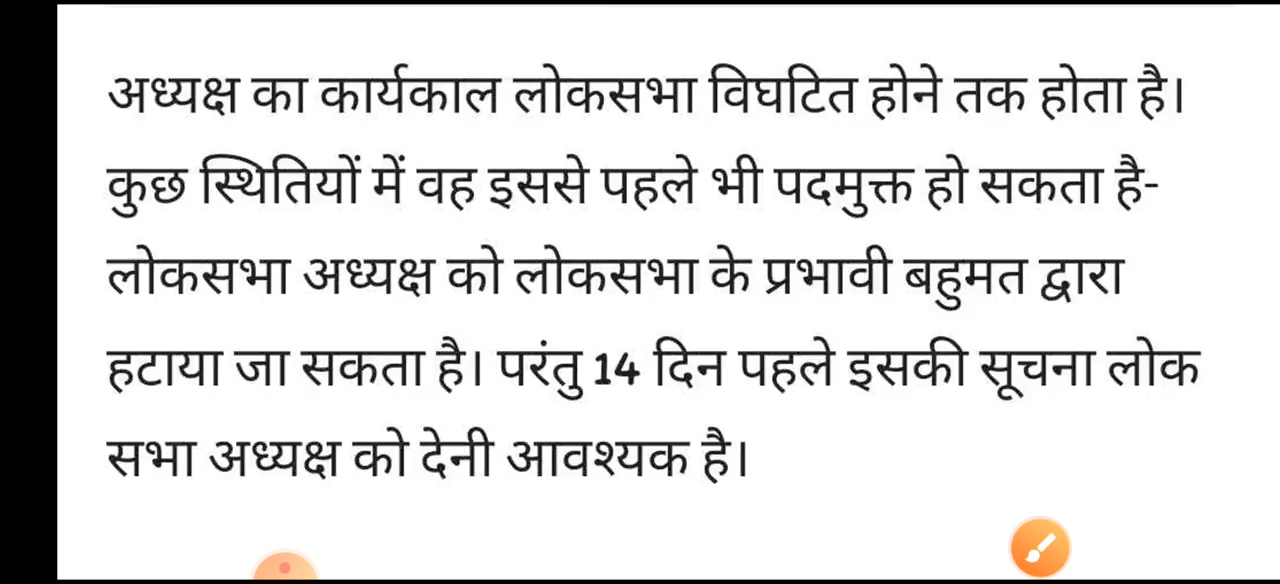 अध्यक्ष का कार्यकाल लोकसभा विघटित होने तक होता है।
कुछ स्थितियों में वह इससे पहले भी पदमुक्त हो सकता है-
लोकसभा अध्यक्ष को लोकसभा के प्रभावी बहुमत द्वारा
हटाया जा सकता है। परंतु 14 दिन पहले इसकी सूचना लोक
सभा अध्यक्ष को देनी आवश्यक है।